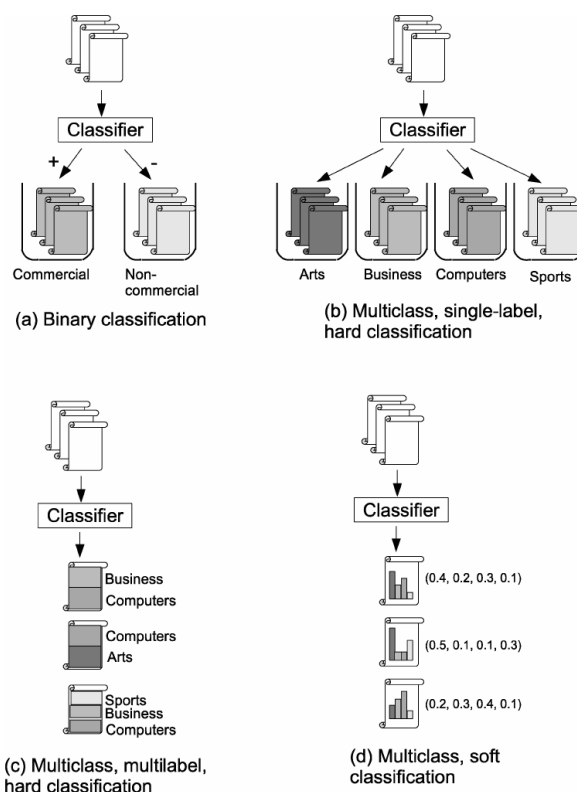 Classifier
+
-
Commercial
Non-
commercial
(a) Binary classification
Classifier
Arts
Business
Computers
Sports
(b) Multiclass, single-label,
hard classification
Classifier
Business
Computers
Computers
Arts
Sports
Business
Computers
(c) Multiclass, multilabel,
hard classification
Classifier
(0.4, 0.2, 0.3, 0.1)
(0.5, 0.1, 0.1, 0.3)
(0.2, 0.3, 0.4, 0.1)
(d) Multiclass, soft
classification